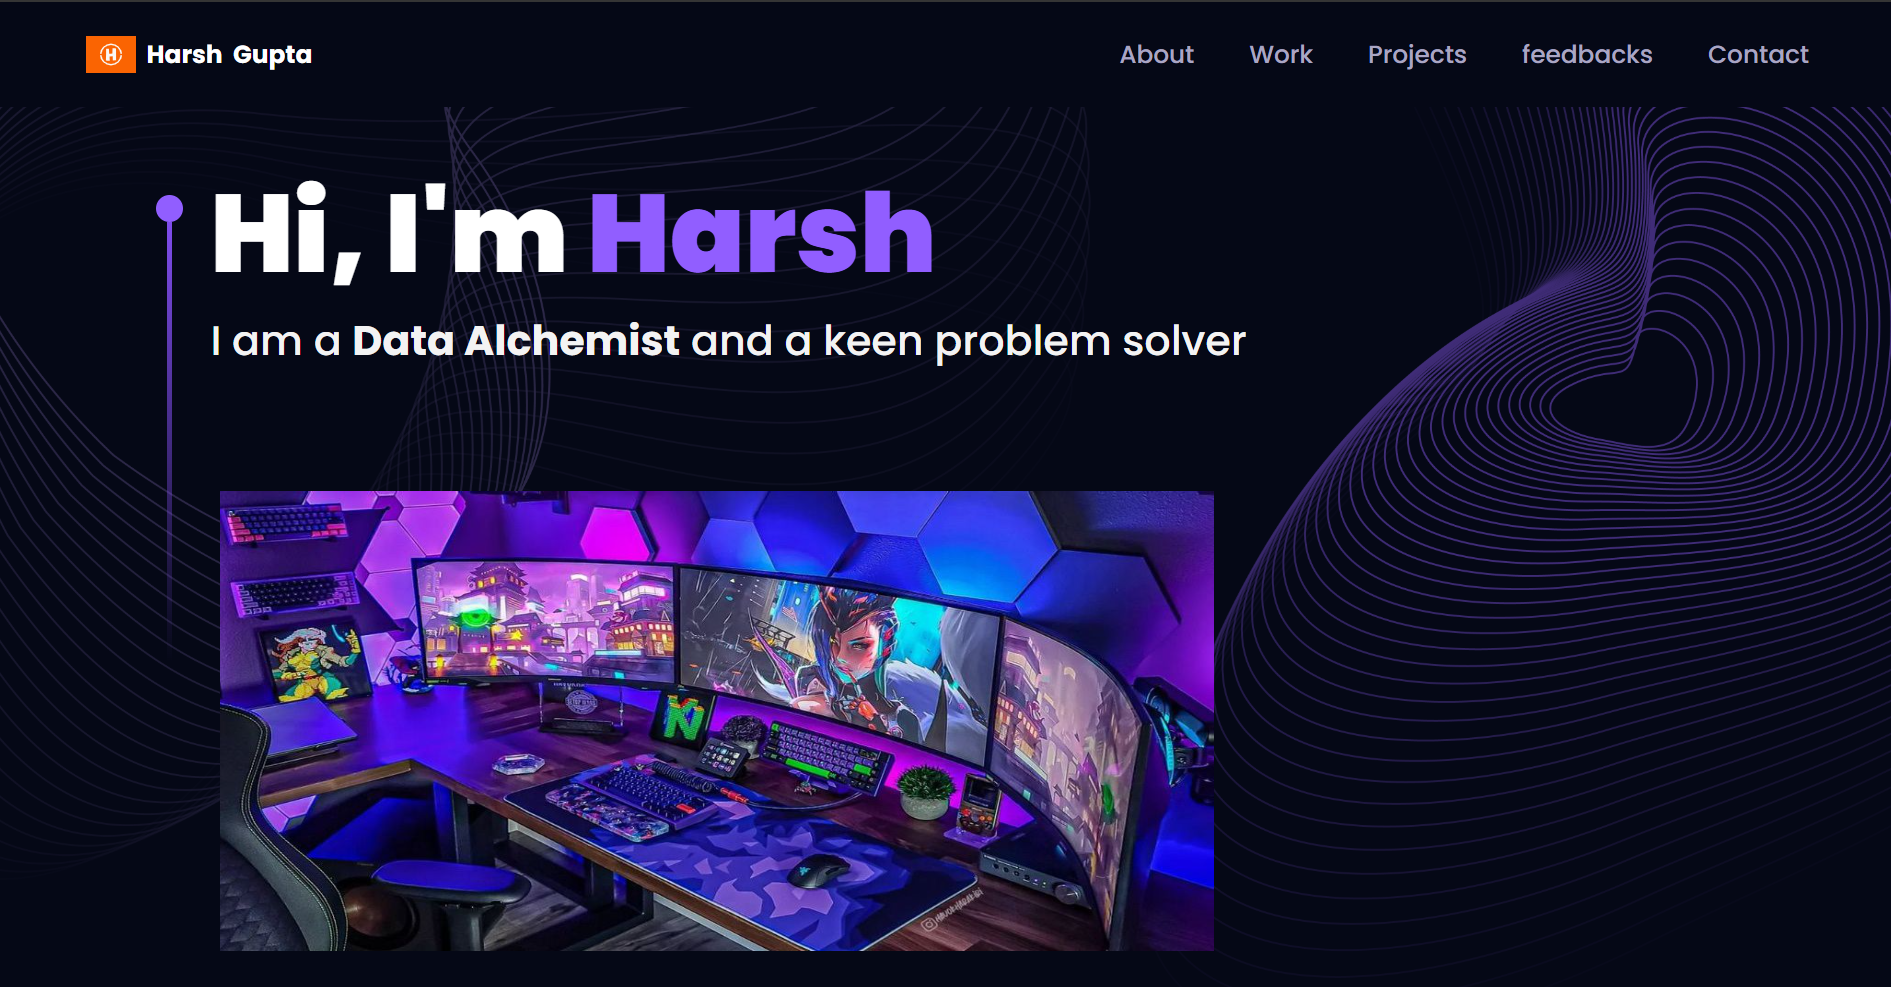 H Harsh Gupta
About Work Projects feedbacks Contact
Hi, I'm Harsh
I am a Data Alchemist and a keen problem solver